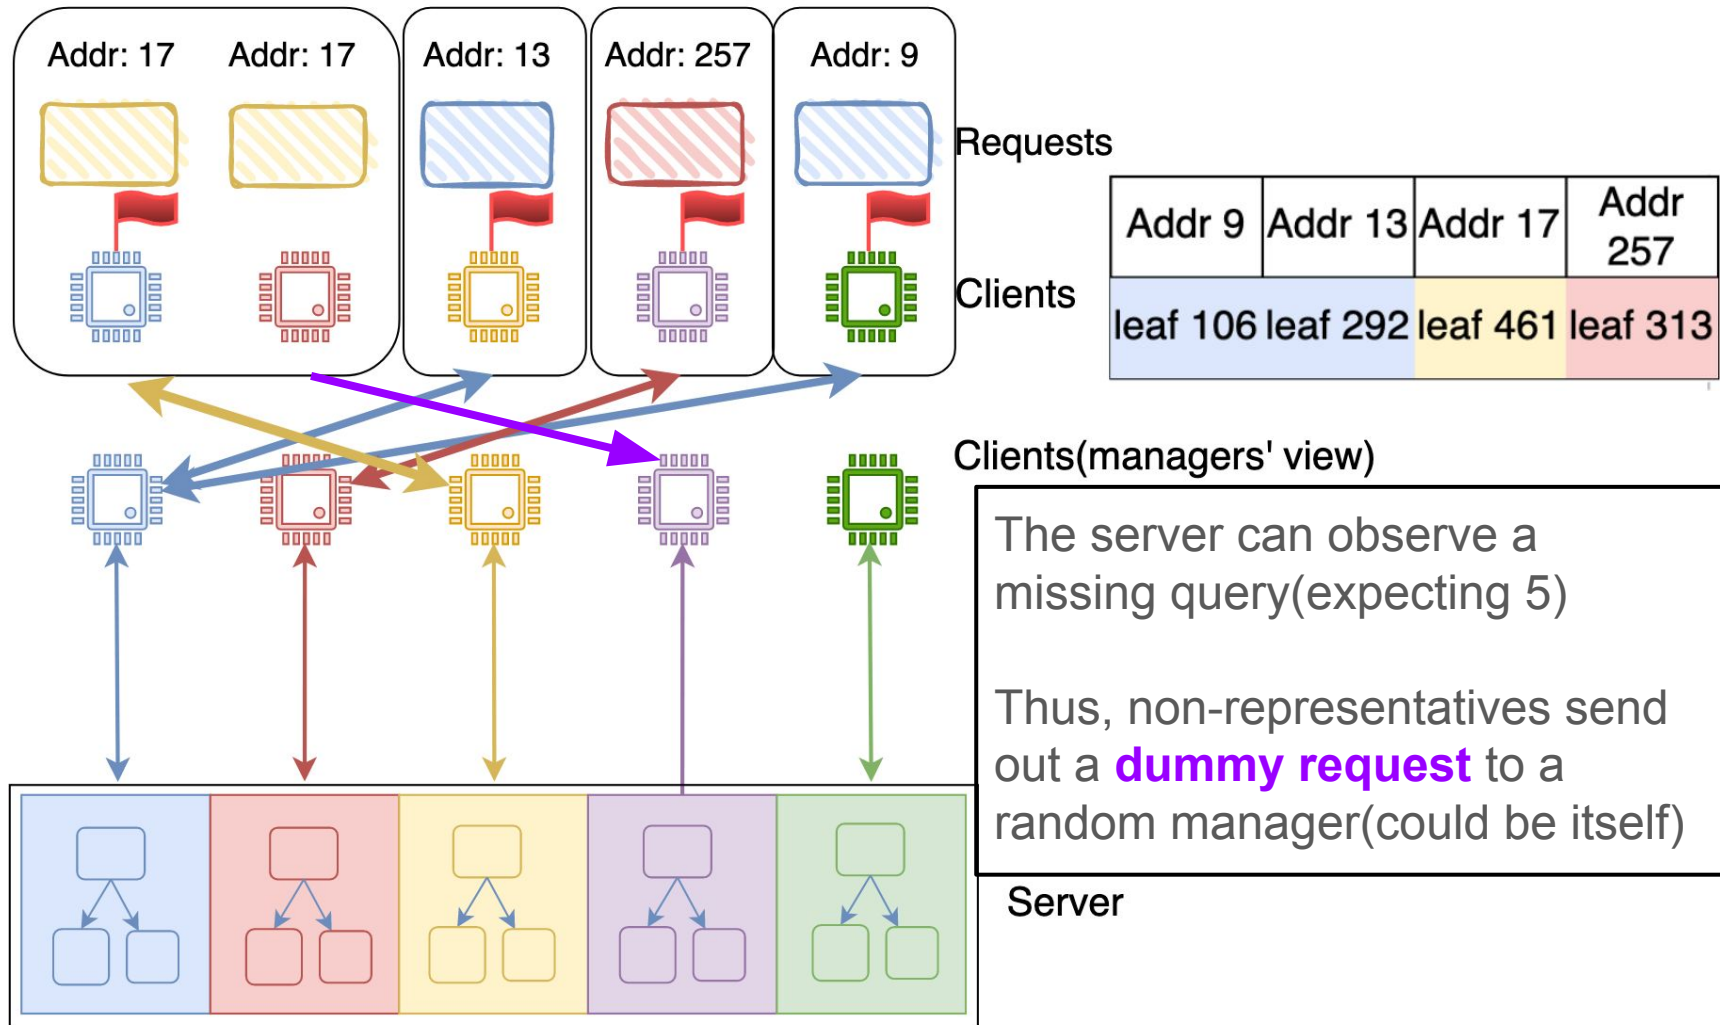 Addr: 17
Addr: 17
Addr: 13
Addr: 257
Addr: 9
Requests
Clients
Addr 9
Addr 13
Addr 17
Addr
257
leaf 106
leaf 292
leaf 461
leaf 313
Clients(managers' view)
The server can observe a
missing query(expecting 5)
Thus, non-representatives send
out a dummy request to a
random manager(could be itself)
Server